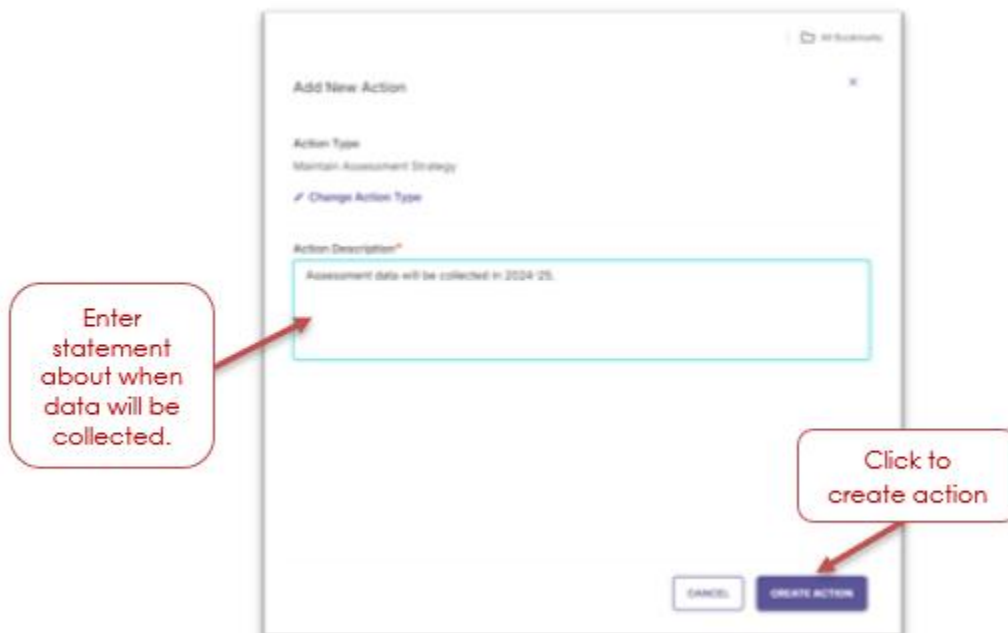 All Bookmarks
Add New Action
×
Action Type
Maintain Assessment Strategy
Change Action Type
Action Description*
Assessment data will be collected in 2024-25.
Enter
statement
about when
data will be
collected.
Click to
create action
CANCEL
CREATE ACTION